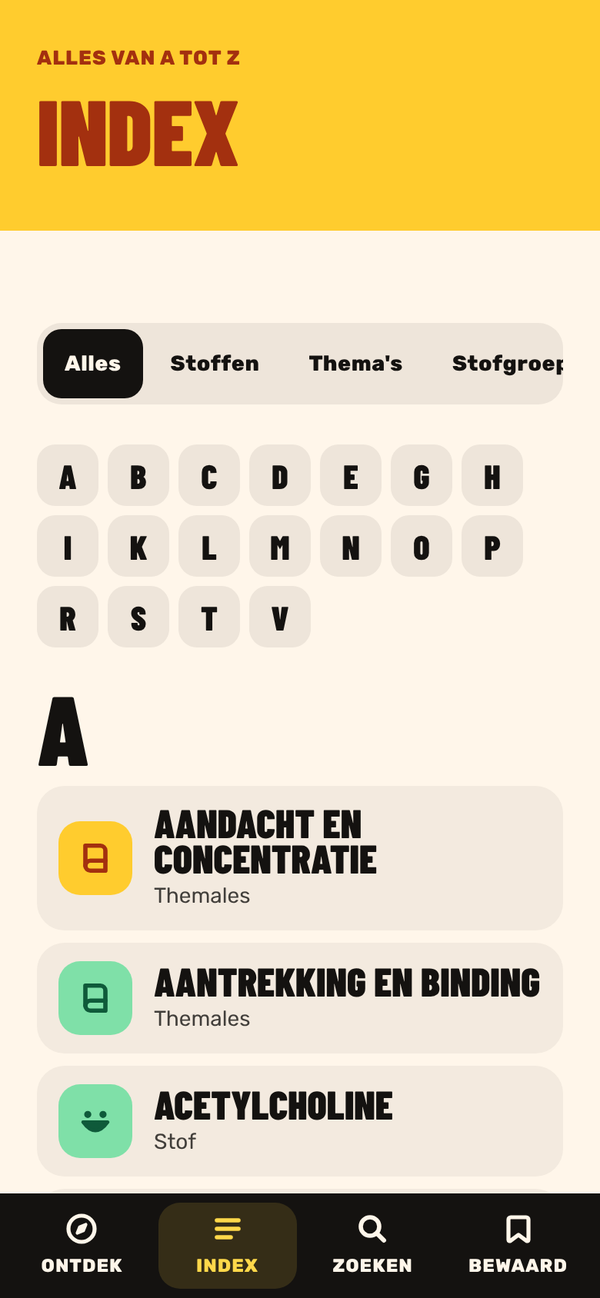 ALLES VAN A TOT Z
INDEX
Alles Stoffen Thema's Stofgroep
A B C D E G H
I K L M N O P
R S T V
A
AANDACHT EN
CONCENTRATIE
Themales
AANTREKKING EN BINDING
Themales
ACETYLCHOLINE
Stof
ONTDEK INDEX ZOEKEN BEWAARD